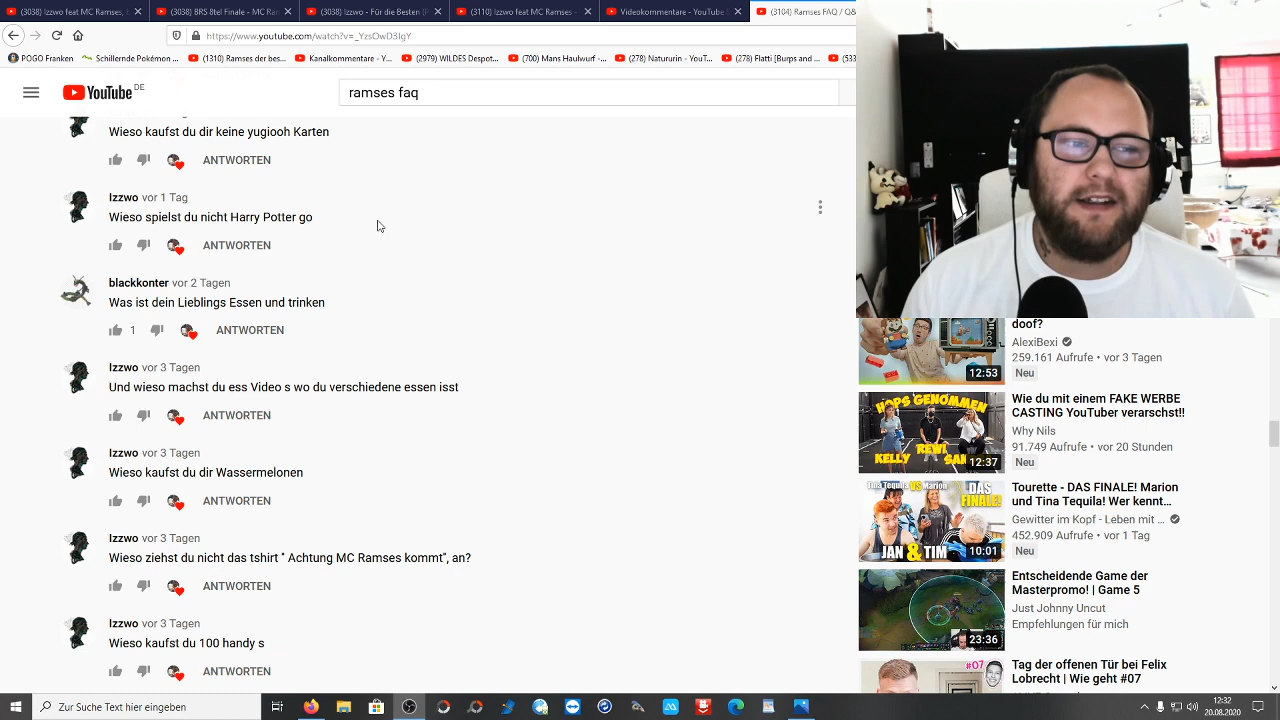 (3038) Izzwo feat MC Ramses,
(3038) BRS 8tel Finale - MC Ram
(3038) Izzwo - Für die Besten [P
(3110) Izzwo feat MC Ramses -
Videokommentare - YouTube S
(3104) Ramses FAQ / Q&
https://www.youtube.com/watch?v=_YzsOwD3IgY
POGO Franken
Schillernde Pokémon ...
(1310) Ramses der bes...
Kanalkommentare - Y...
(2979) WILDES Despot...
(700) Nitro Haulwurf - ...
(278) Natururin - YouT...
(278) Flatti [Burps and ...
(533
YouTube DE
ramses faq
Wieso kaufst du dir keine yugiooh Karten
ANTWORTEN
Izzwo vor 1 Tag
Wieso spielst du nicht Harry Potter go
ANTWORTEN
blackkonter vor 2 Tagen
Was ist dein Lieblings Essen und trinken
1 ANTWORTEN
Izzwo vor 3 Tagen
Und wieso machst du ess Video s wo du verschiedene essen isst
ANTWORTEN
Izzwo vor 3 Tagen
Wieso kaufst du dir Wasserpistolen
ANTWORTEN
Izzwo vor 3 Tagen
Wieso ziehst du nicht das tshirt " Achtung MC Ramses kommt" an?
ANTWORTEN
Izzwo vor 3 Tagen
Wieso kaufst du 100 handy s
ANTWORTEN
doof?
AlexiBexi
259.161 Aufrufe • vor 3 Tagen
Neu
12:53
Wie du mit einem FAKE WERBE
CASTING YouTuber verarschst!!
Why Nils
91.749 Aufrufe • vor 20 Stunden
Neu
HOPS GENOMMEN
KELLY
REWI
SAM
12:37
Tourette - DAS FINALE! Marion
und Tina Tequila! Wer kennt...
Gewitter im Kopf - Leben mit ...
452.909 Aufrufe • vor 1 Tag
Neu
Tina Tequila VS Marion
DAS
FINALE!
JAN & TIM
10:01
Entscheidende Game der
Masterpromo! | Game 5
Just Johnny Uncut
Empfehlungen für mich
23:36
Tag der offenen Tür bei Felix
Lobrecht | Wie geht #07
#07
Zur Suche Text hier eingeben
12:32
20.08.2020